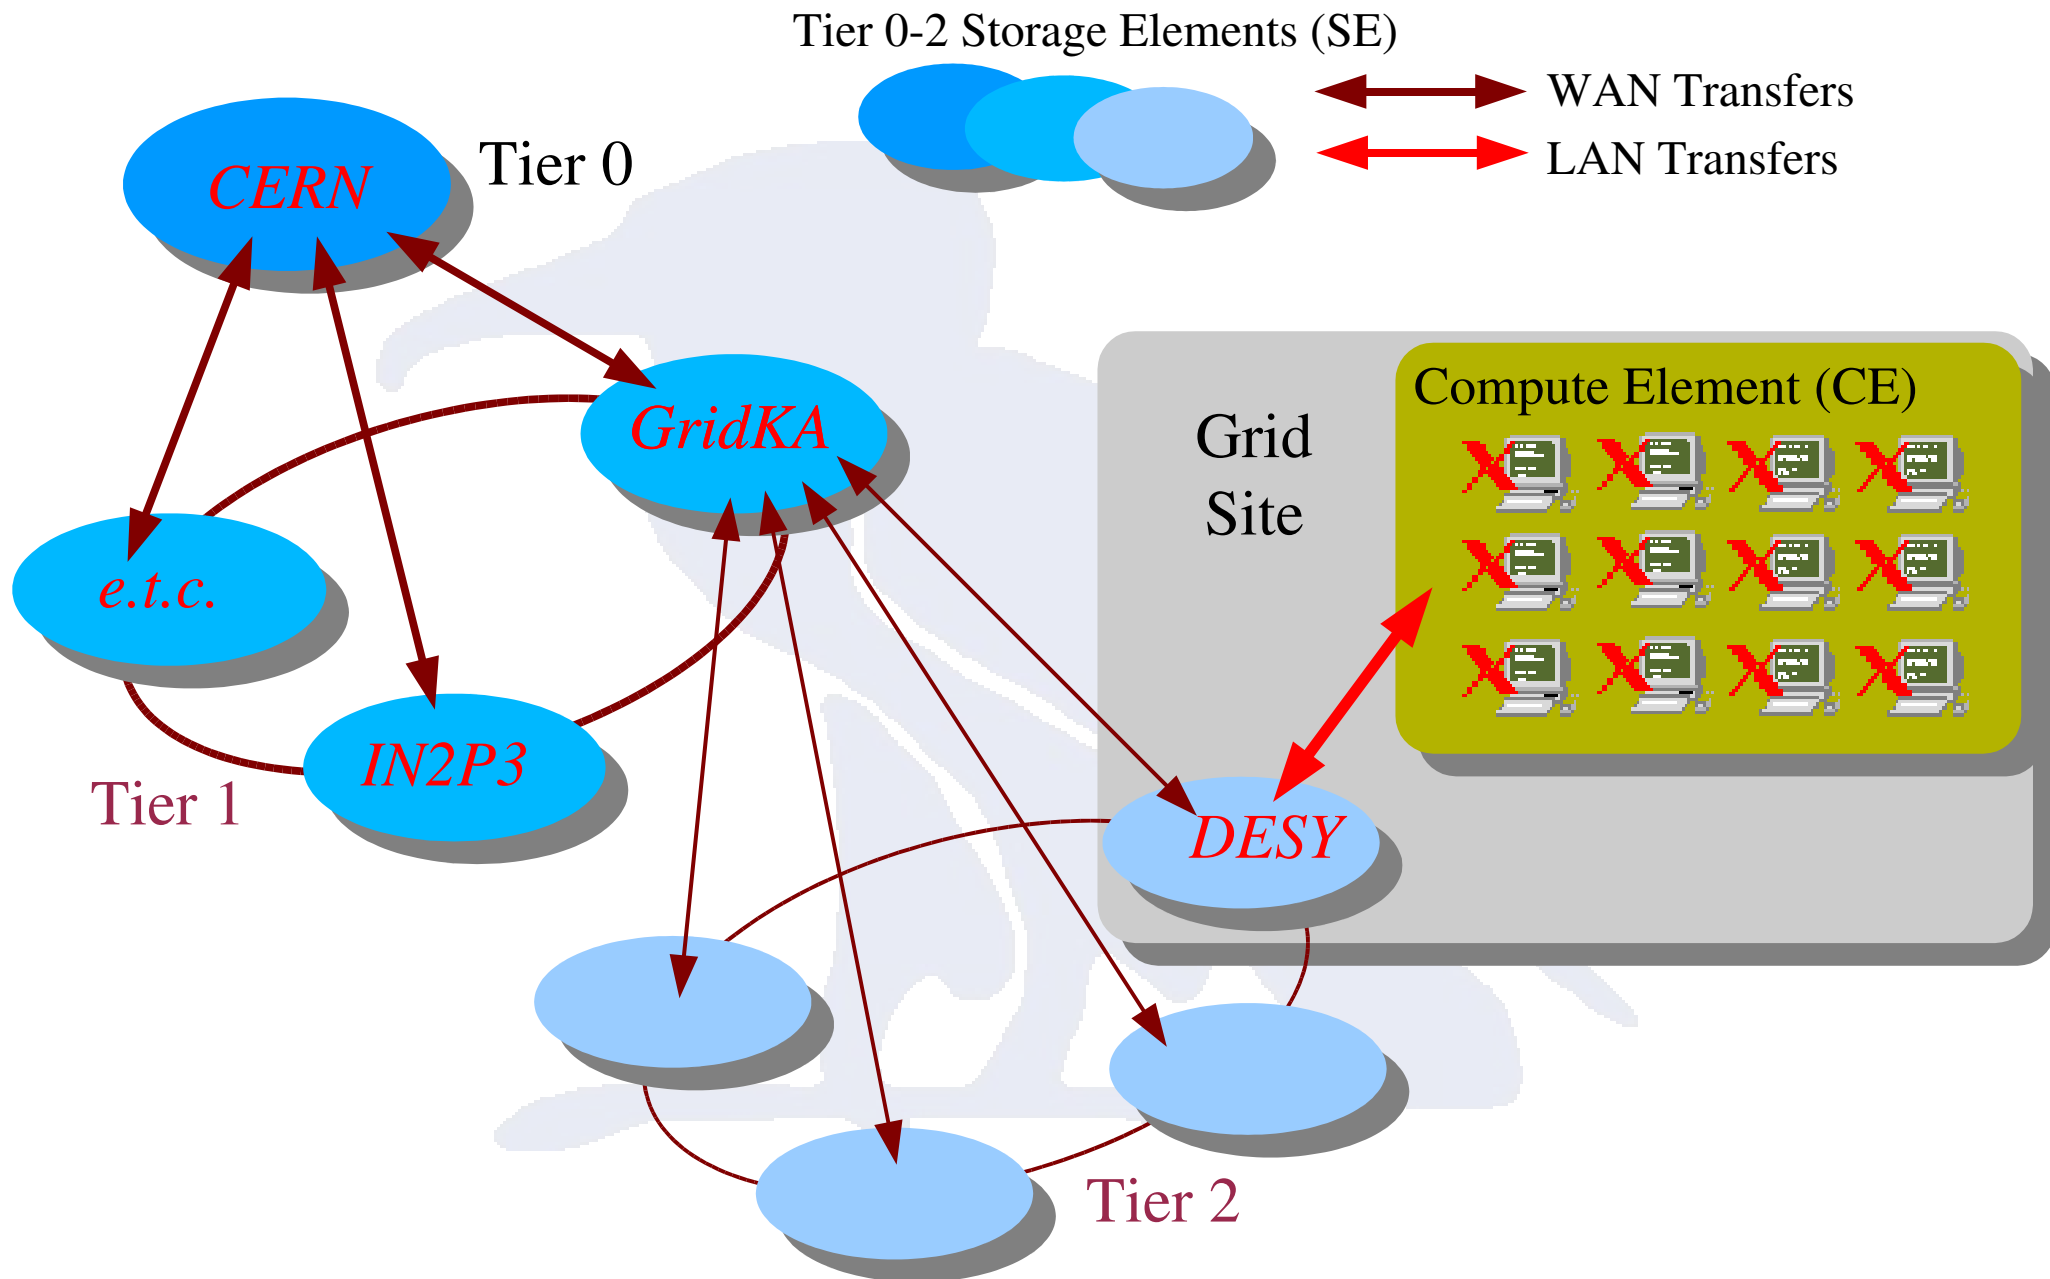 Tier 0-2 Storage Elements (SE)
WAN Transfers
LAN Transfers
CERN
Tier 0
GridKA
e.t.c.
IN2P3
Tier 1
Grid
Site
Compute Element (CE)
DESY
Tier 2